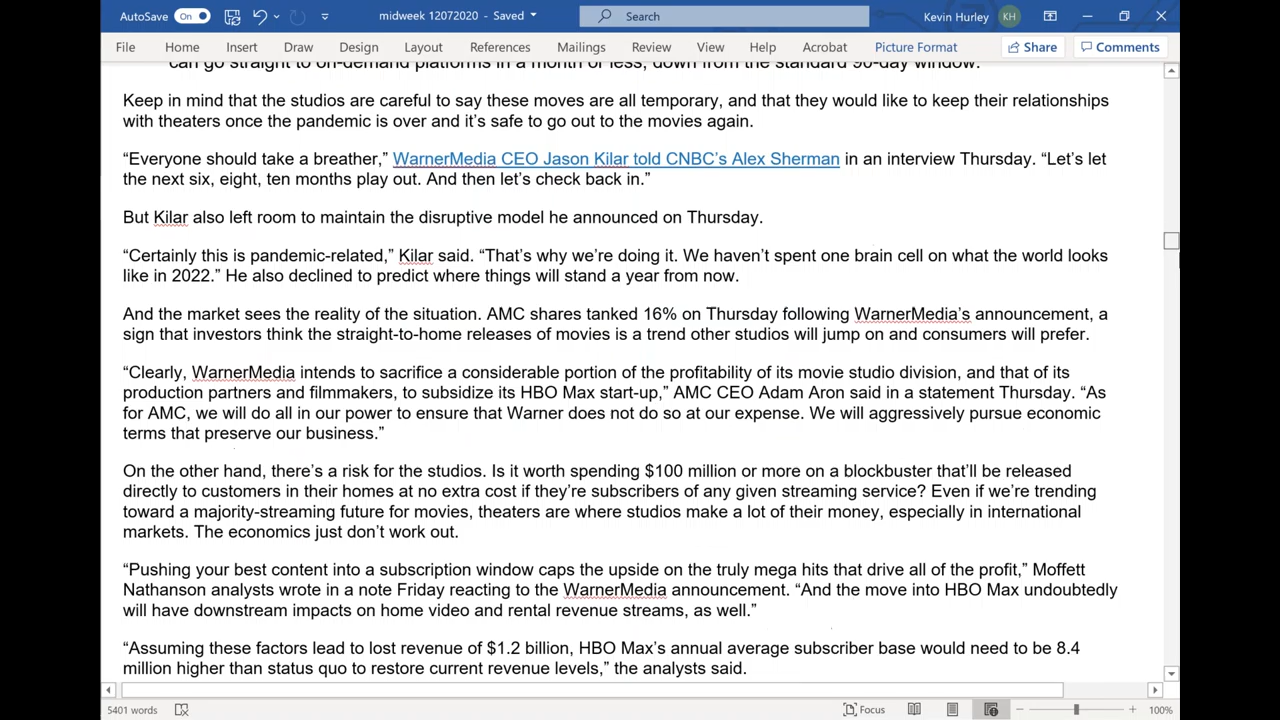 AutoSave On
midweek 12072020 - Saved
Search
Kevin Hurley KH
File Home Insert Draw Design Layout References Mailings Review View Help Acrobat Picture Format Share Comments
can go straight to on-demand platforms in a month or less, down from the standard 90-day window.
Keep in mind that the studios are careful to say these moves are all temporary, and that they would like to keep their relationships
with theaters once the pandemic is over and it’s safe to go out to the movies again.
“Everyone should take a breather,” WarnerMedia CEO Jason Kilar told CNBC’s Alex Sherman in an interview Thursday. “Let’s let
the next six, eight, ten months play out. And then let’s check back in.”
But Kilar also left room to maintain the disruptive model he announced on Thursday.
“Certainly this is pandemic-related,” Kilar said. “That’s why we’re doing it. We haven’t spent one brain cell on what the world looks
like in 2022.” He also declined to predict where things will stand a year from now.
And the market sees the reality of the situation. AMC shares tanked 16% on Thursday following WarnerMedia’s announcement, a
sign that investors think the straight-to-home releases of movies is a trend other studios will jump on and consumers will prefer.
“Clearly, WarnerMedia intends to sacrifice a considerable portion of the profitability of its movie studio division, and that of its
production partners and filmmakers, to subsidize its HBO Max start-up,” AMC CEO Adam Aron said in a statement Thursday. “As
for AMC, we will do all in our power to ensure that Warner does not do so at our expense. We will aggressively pursue economic
terms that preserve our business.”
On the other hand, there’s a risk for the studios. Is it worth spending $100 million or more on a blockbuster that’ll be released
directly to customers in their homes at no extra cost if they’re subscribers of any given streaming service? Even if we’re trending
toward a majority-streaming future for movies, theaters are where studios make a lot of their money, especially in international
markets. The economics just don’t work out.
“Pushing your best content into a subscription window caps the upside on the truly mega hits that drive all of the profit,” Moffett
Nathanson analysts wrote in a note Friday reacting to the WarnerMedia announcement. “And the move into HBO Max undoubtedly
will have downstream impacts on home video and rental revenue streams, as well.”
“Assuming these factors lead to lost revenue of $1.2 billion, HBO Max’s annual average subscriber base would need to be 8.4
million higher than status quo to restore current revenue levels,” the analysts said.
5401 words
Focus
100%